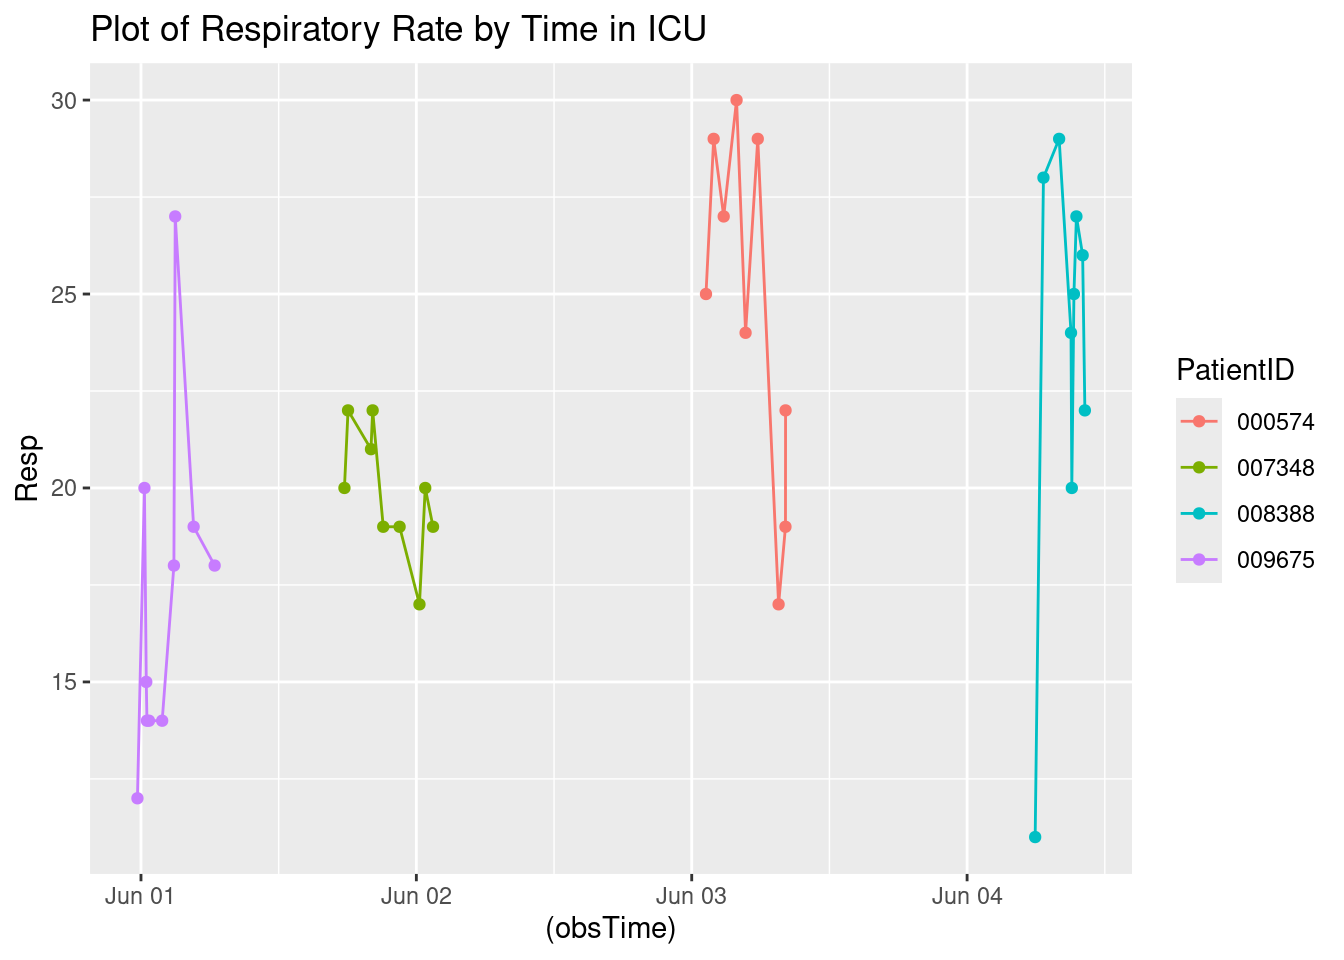 Plot of Respiratory Rate by Time in ICU
30
25
20
15
Resp
Jun 01 Jun 02 Jun 03 Jun 04
(obsTime)
PatientID
000574
007348
008388
009675